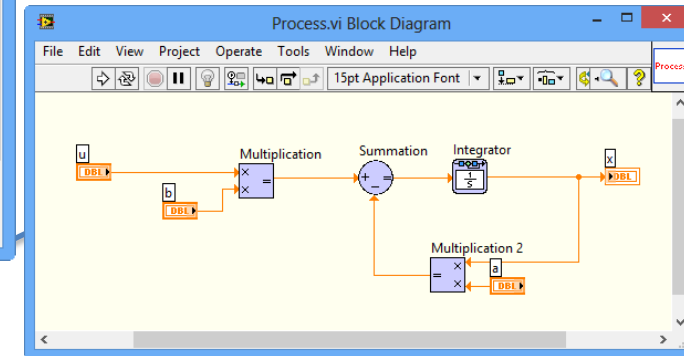 Process.vi Block Diagram
File Edit View Project Operate Tools Window Help
15pt Application Font
Process
u
DBL
b
DBL
Multiplication
×
×
=
Summation
+
−
=
Integrator
1
s
x
DBL
Multiplication 2
=
×
×
a
DBL